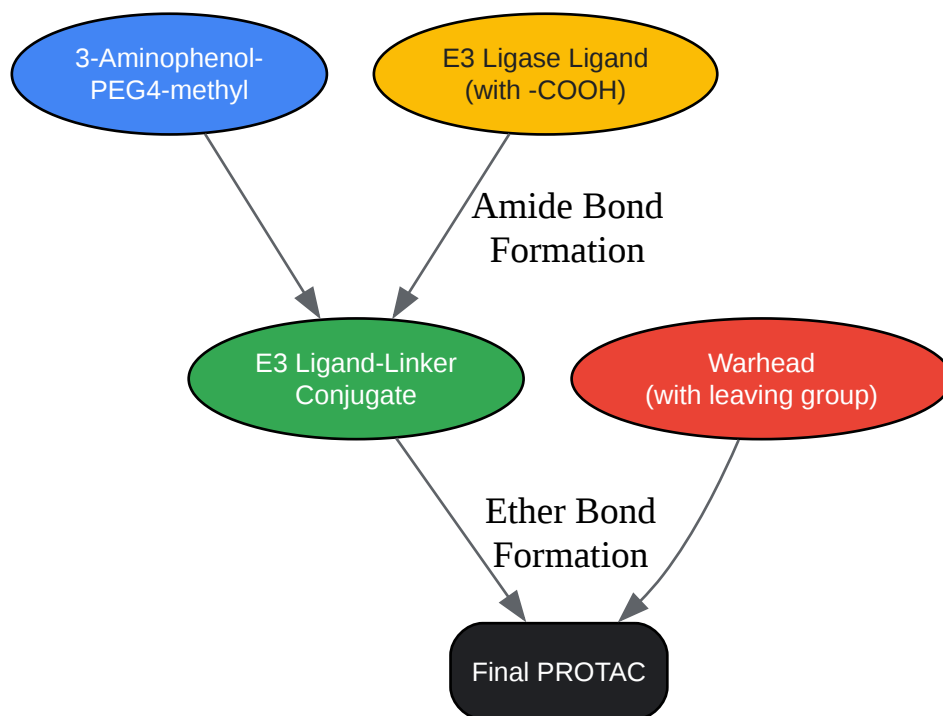 3-Aminophenol-
PEG4-methyl
E3 Ligase Ligand
(with -COOH)
Amide Bond
Formation
E3 Ligand-Linker
Conjugate
Warhead
(with leaving group)
Ether Bond
Formation
Final PROTAC